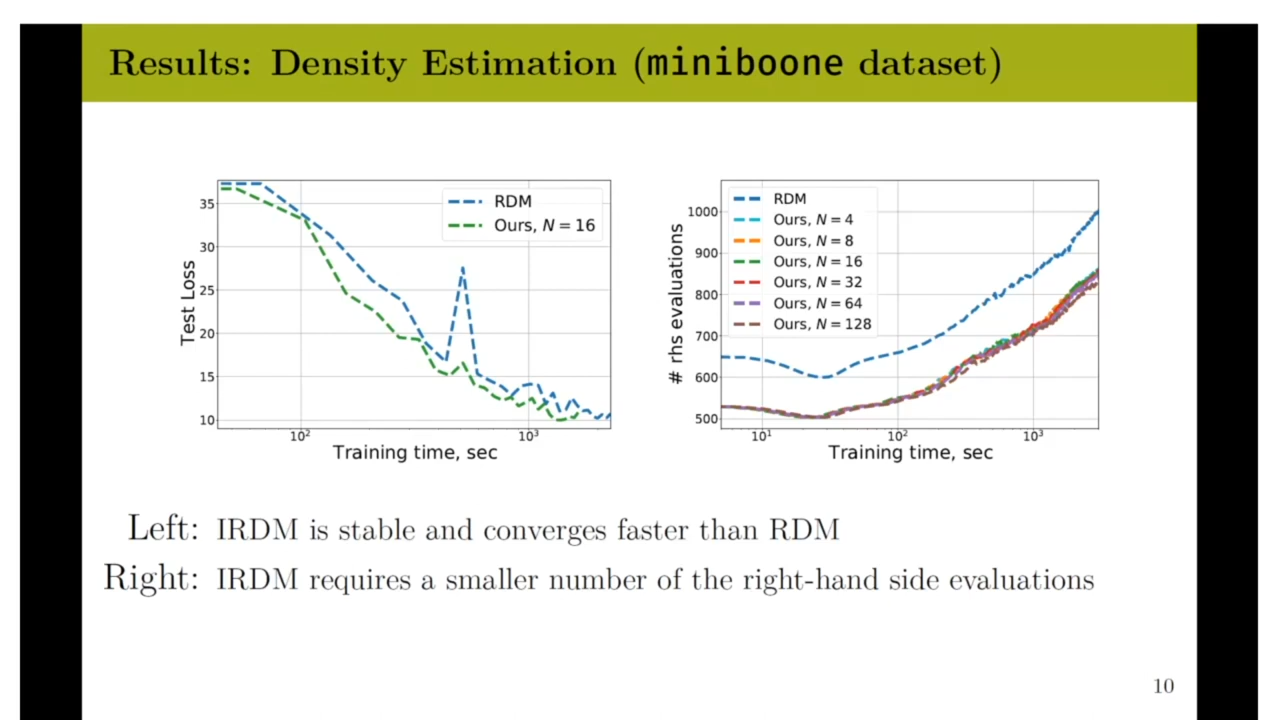 Results: Density Estimation (miniboone dataset)
35
30
25
20
15
10
Test Loss
RDM
Ours, N = 16
10²
10³
Training time, sec
1000
900
800
700
600
500
# rhs evaluations
RDM
Ours, N = 4
Ours, N = 8
Ours, N = 16
Ours, N = 32
Ours, N = 64
Ours, N = 128
10¹
10²
10³
Training time, sec
Left: IRDM is stable and converges faster than RDM
Right: IRDM requires a smaller number of the right-hand side evaluations
10